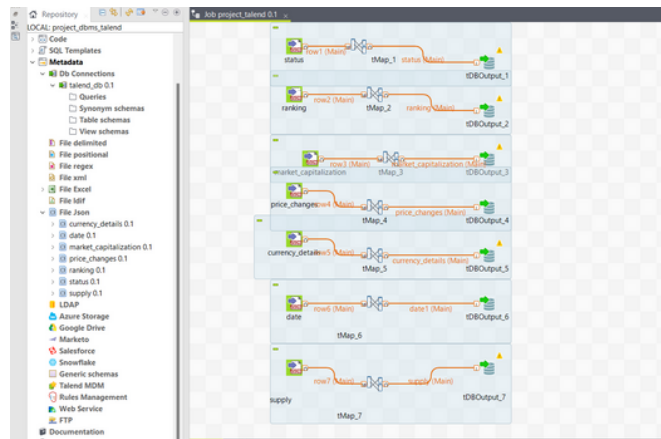 Repository
Job project_talend 0.1
LOCAL: project_dbms_talend
Code
SQL Templates
Metadata
Db Connections
talend_db 0.1
Queries
Synonym schemas
Table schemas
View schemas
File delimited
File positional
File regex
File xml
File Excel
File ldif
File Json
currency_details 0.1
date 0.1
market_capitalization 0.1
price_changes 0.1
ranking 0.1
status 0.1
supply 0.1
LDAP
Azure Storage
Google Drive
Marketo
Salesforce
Snowflake
Generic schemas
Talend MDM
Rules Management
Web Service
FTP
Documentation
row1 (Main)
status
tMap_1
status (Main)
tDBOutput_1
row2 (Main)
ranking
tMap_2
ranking (Main)
tDBOutput_2
row3 (Main)
market_capitalization
tMap_3
market_capitalization (Main)
tDBOutput_3
price_changes
row4 (Main)
tMap_4
price_changes (Main)
tDBOutput_4
currency_details
row5 (Main)
tMap_5
currency_details (Main)
tDBOutput_5
row6 (Main)
date
tMap_6
date1 (Main)
tDBOutput_6
row7 (Main)
supply
tMap_7
supply (Main)
tDBOutput_7